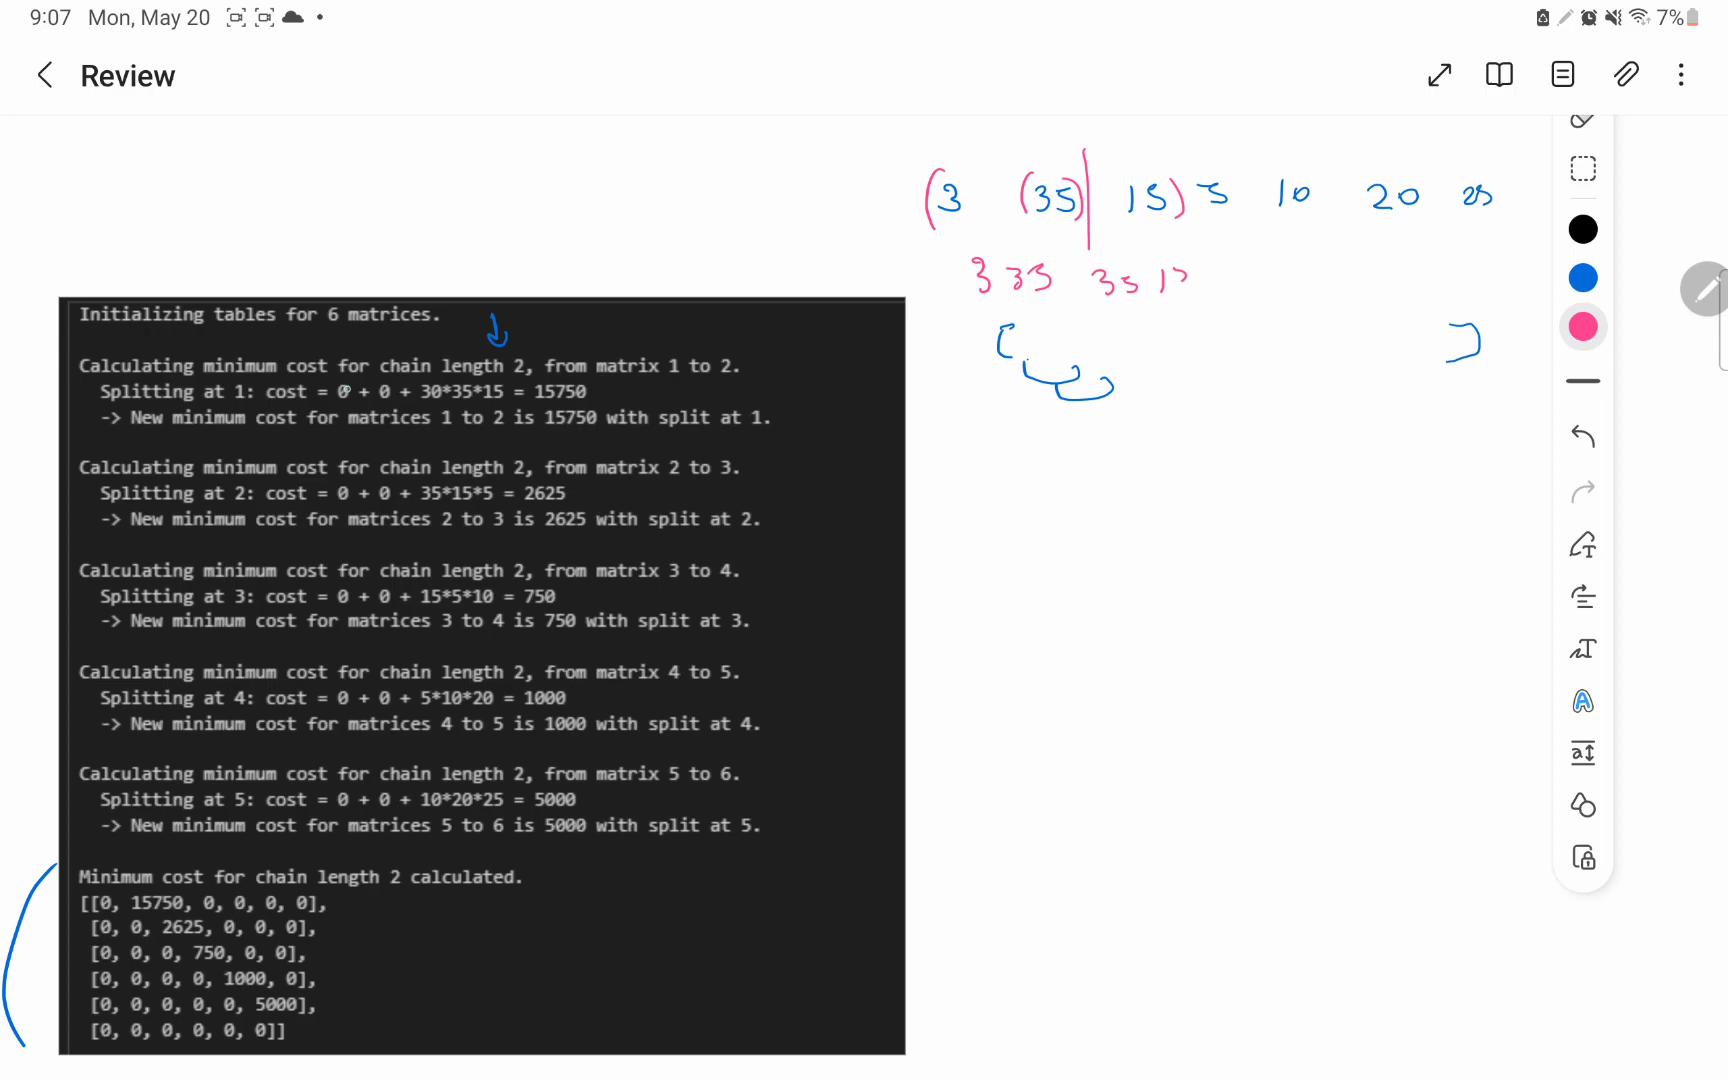 9:07 Mon, May 20 7%
Review
(3 (35) 15) 5 10 20 25
3 35 35 1
Initializing tables for 6 matrices.
Calculating minimum cost for chain length 2, from matrix 1 to 2.
Splitting at 1: cost = 0 + 0 + 30*35*15 = 15750
-> New minimum cost for matrices 1 to 2 is 15750 with split at 1.
Calculating minimum cost for chain length 2, from matrix 2 to 3.
Splitting at 2: cost = 0 + 0 + 35*15*5 = 2625
-> New minimum cost for matrices 2 to 3 is 2625 with split at 2.
Calculating minimum cost for chain length 2, from matrix 3 to 4.
Splitting at 3: cost = 0 + 0 + 15*5*10 = 750
-> New minimum cost for matrices 3 to 4 is 750 with split at 3.
Calculating minimum cost for chain length 2, from matrix 4 to 5.
Splitting at 4: cost = 0 + 0 + 5*10*20 = 1000
-> New minimum cost for matrices 4 to 5 is 1000 with split at 4.
Calculating minimum cost for chain length 2, from matrix 5 to 6.
Splitting at 5: cost = 0 + 0 + 10*20*25 = 5000
-> New minimum cost for matrices 5 to 6 is 5000 with split at 5.
Minimum cost for chain length 2 calculated.
[[0, 15750, 0, 0, 0, 0],
[0, 0, 2625, 0, 0, 0],
[0, 0, 0, 750, 0, 0],
[0, 0, 0, 0, 1000, 0],
[0, 0, 0, 0, 0, 5000],
[0, 0, 0, 0, 0, 0]]